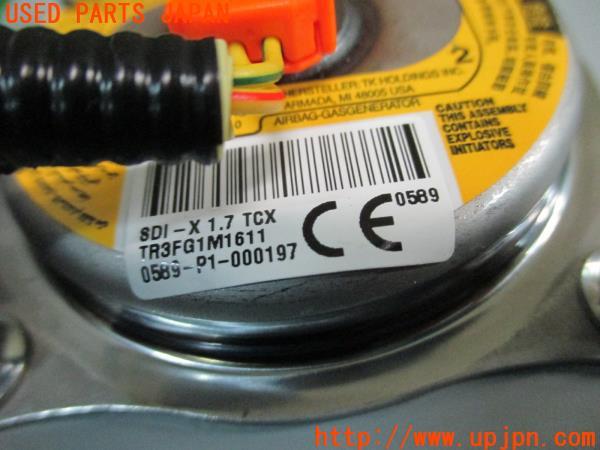 USED PARTS JAPAN
HERSTELLER: TK HOLDINGS INC.
ARMADA, MI 48005 USA
AIRBAG-GASGENERATOR
2
CAUTION
THIS ASSEMBLY
CONTAINS
EXPLOSIVE
INITIATORS
SDI-X 1.7 TCX
TR3FG1M1611
0589-P1-000197
CE
0589
http://www.upjpn.com/